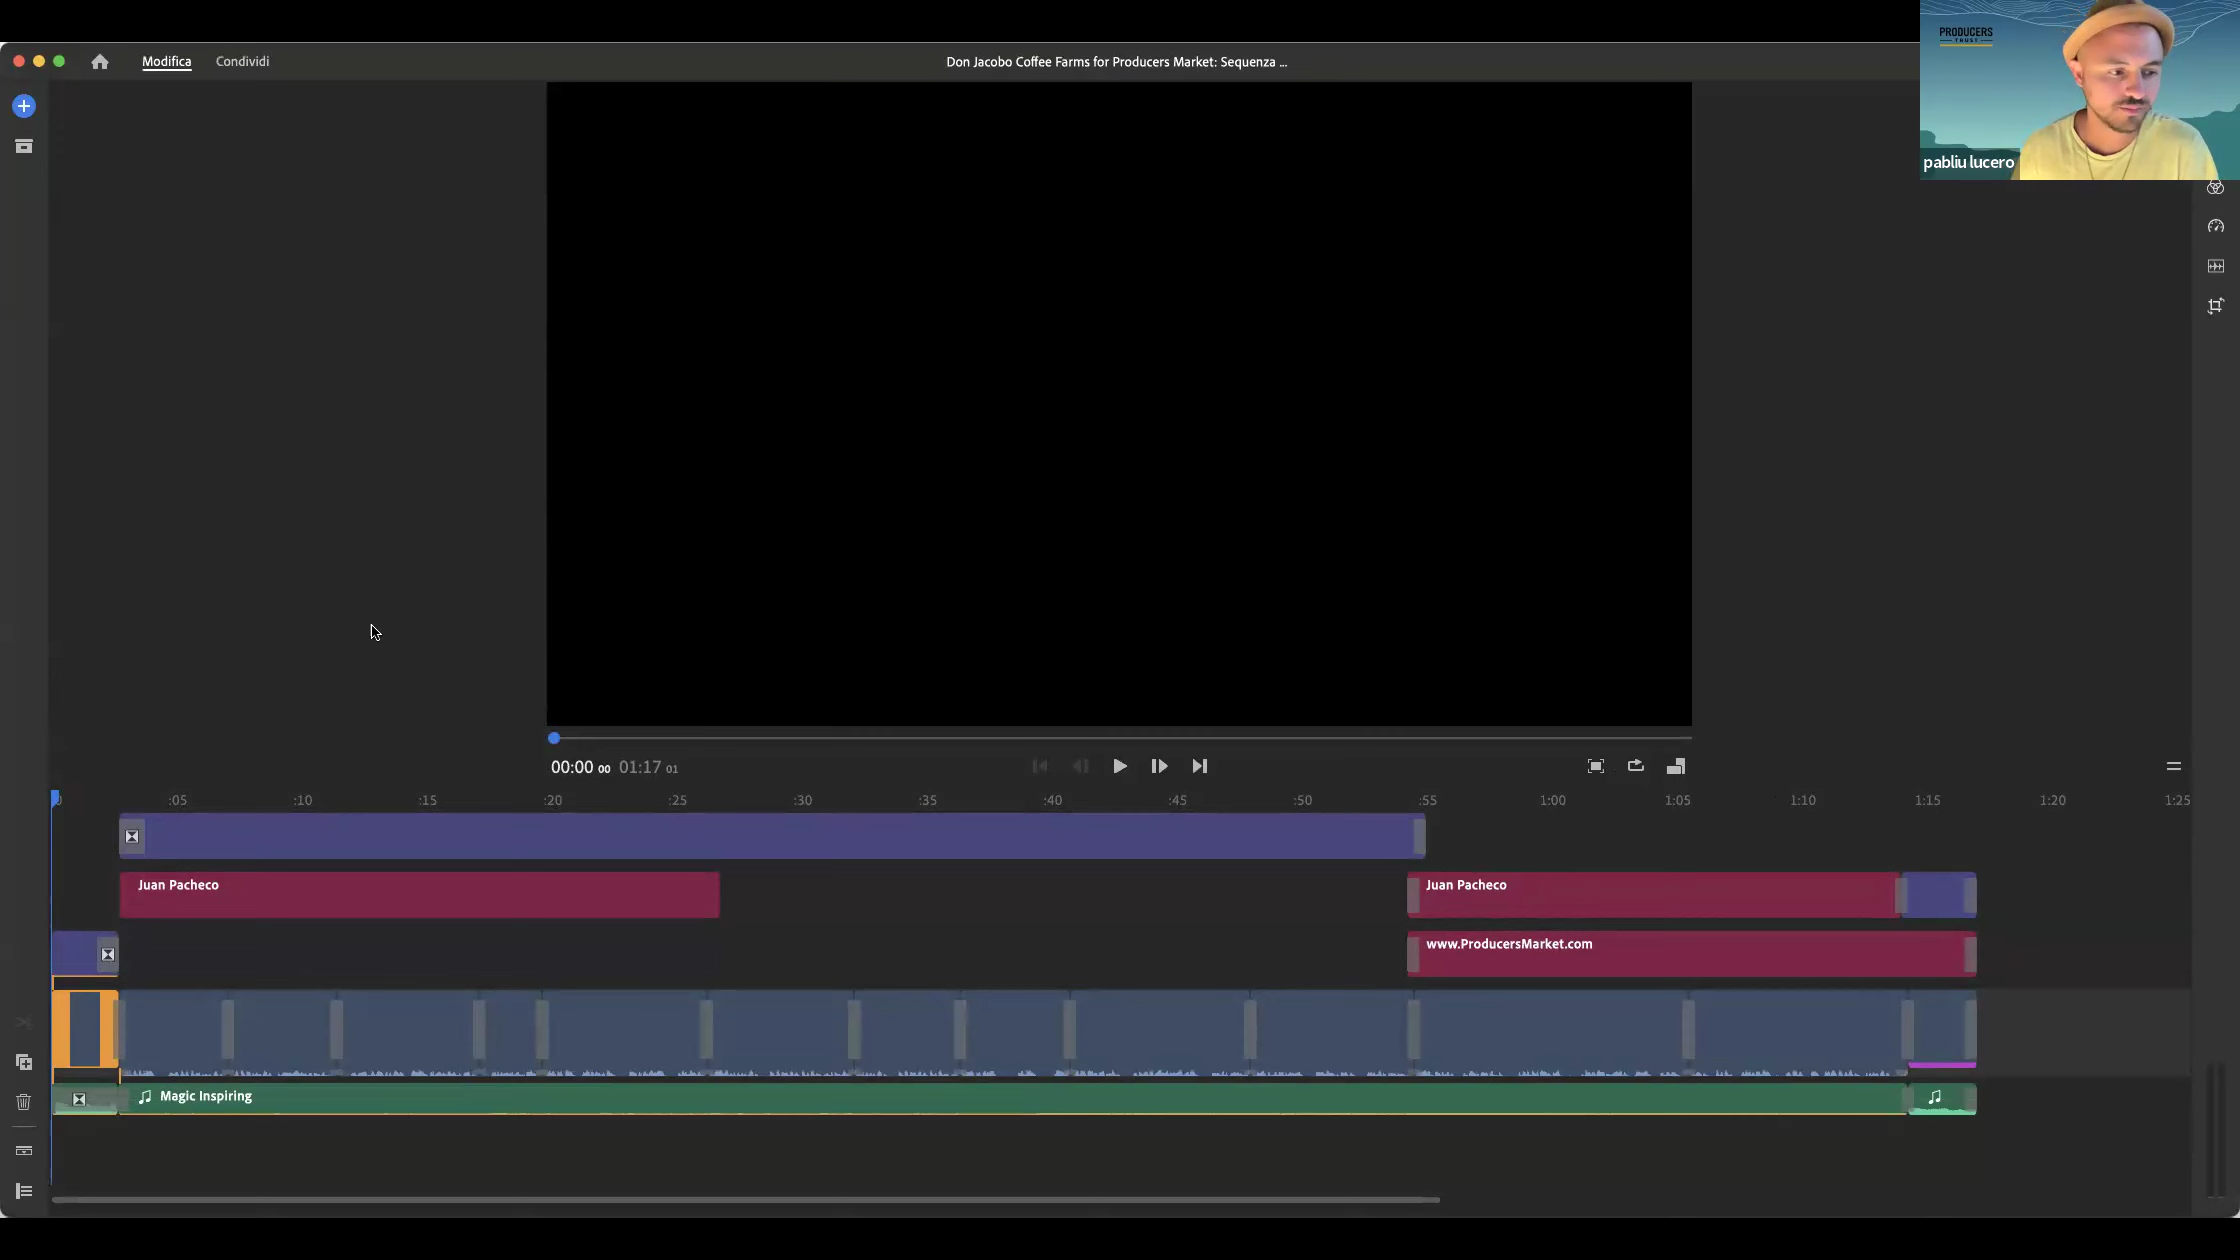 Modifica
Condividi
Don Jacobo Coffee Farms for Producers Market: Sequenza ...
PRODUCERS
TRUST
pabliu lucero
00:00 00 01:17 01
:05 :10 :15 :20 :25 :30 :35 :40 :45 :50 :55 1:00 1:05 1:10 1:15 1:20 1:25
Juan Pacheco
Juan Pacheco
www.ProducersMarket.com
Magic Inspiring